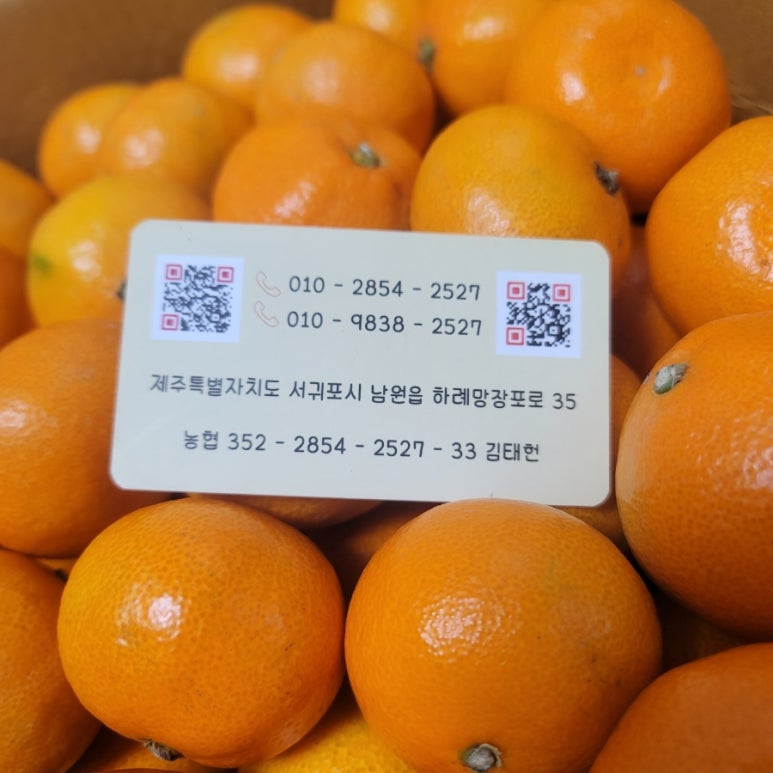 010 - 2854 - 2527
010 - 9838 - 2527
제주특별자치도 서귀포시 남원읍 하례망장포로 35
농협 352 - 2854 - 2527 - 33 김태헌